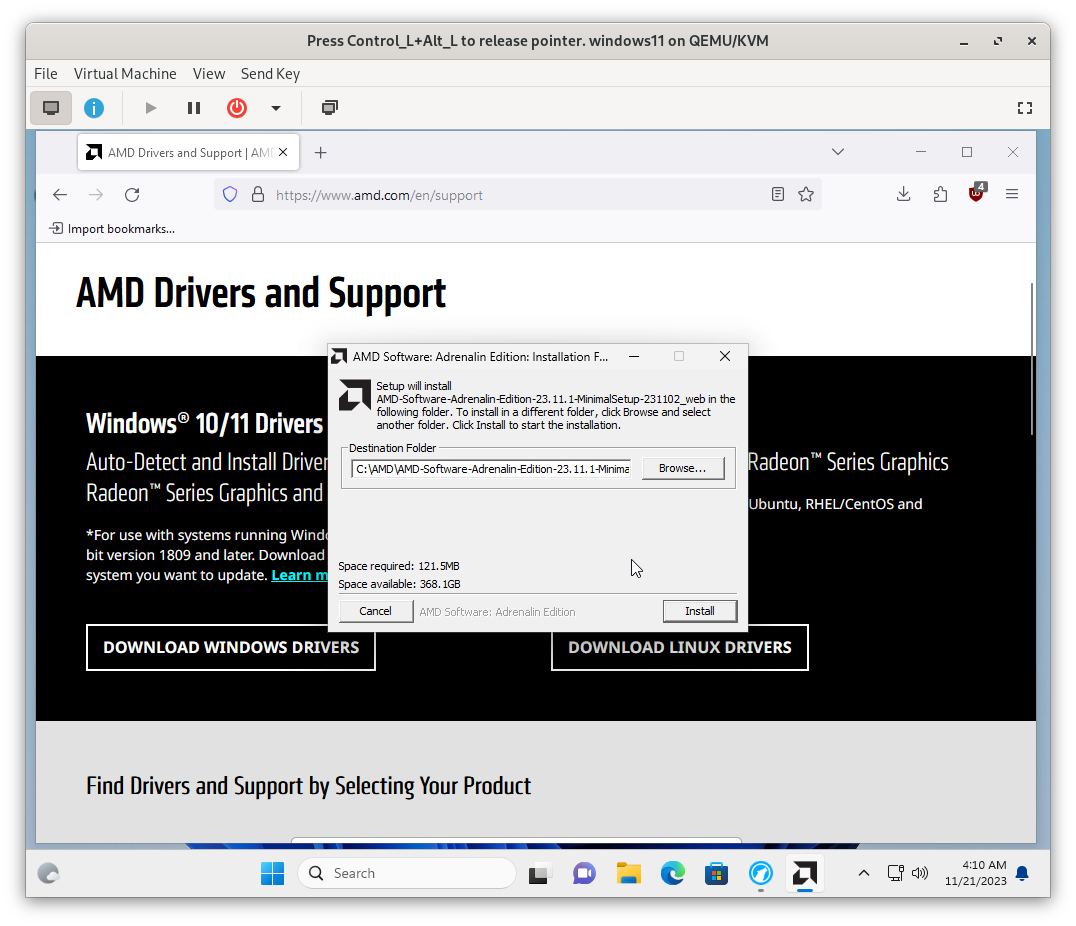 Press Control_L+Alt_L to release pointer. windows11 on QEMU/KVM
File Virtual Machine View Send Key
AMD Drivers and Support | AMD
https://www.amd.com/en/support
4
Import bookmarks...
AMD Drivers and Support
AMD Software: Adrenalin Edition: Installation F...
Setup will install
AMD-Software-Adrenalin-Edition-23.11.1-MinimalSetup-231102_web in the
following folder. To install in a different folder, click Browse and select
another folder. Click Install to start the installation.
Destination Folder
C:\AMD\AMD-Software-Adrenalin-Edition-23.11.1-Minima
Browse...
Space required: 121.5MB
Space available: 368.1GB
Cancel
AMD Software: Adrenalin Edition
Install
Windows® 10/11 Drivers
Auto-Detect and Install Driver
Radeon™ Series Graphics and
*For use with systems running Windo
bit version 1809 and later. Download
system you want to update. Learn m
DOWNLOAD WINDOWS DRIVERS
Radeon™ Series Graphics
Ubuntu, RHEL/CentOS and
DOWNLOAD LINUX DRIVERS
Find Drivers and Support by Selecting Your Product
Search
4:10 AM
11/21/2023